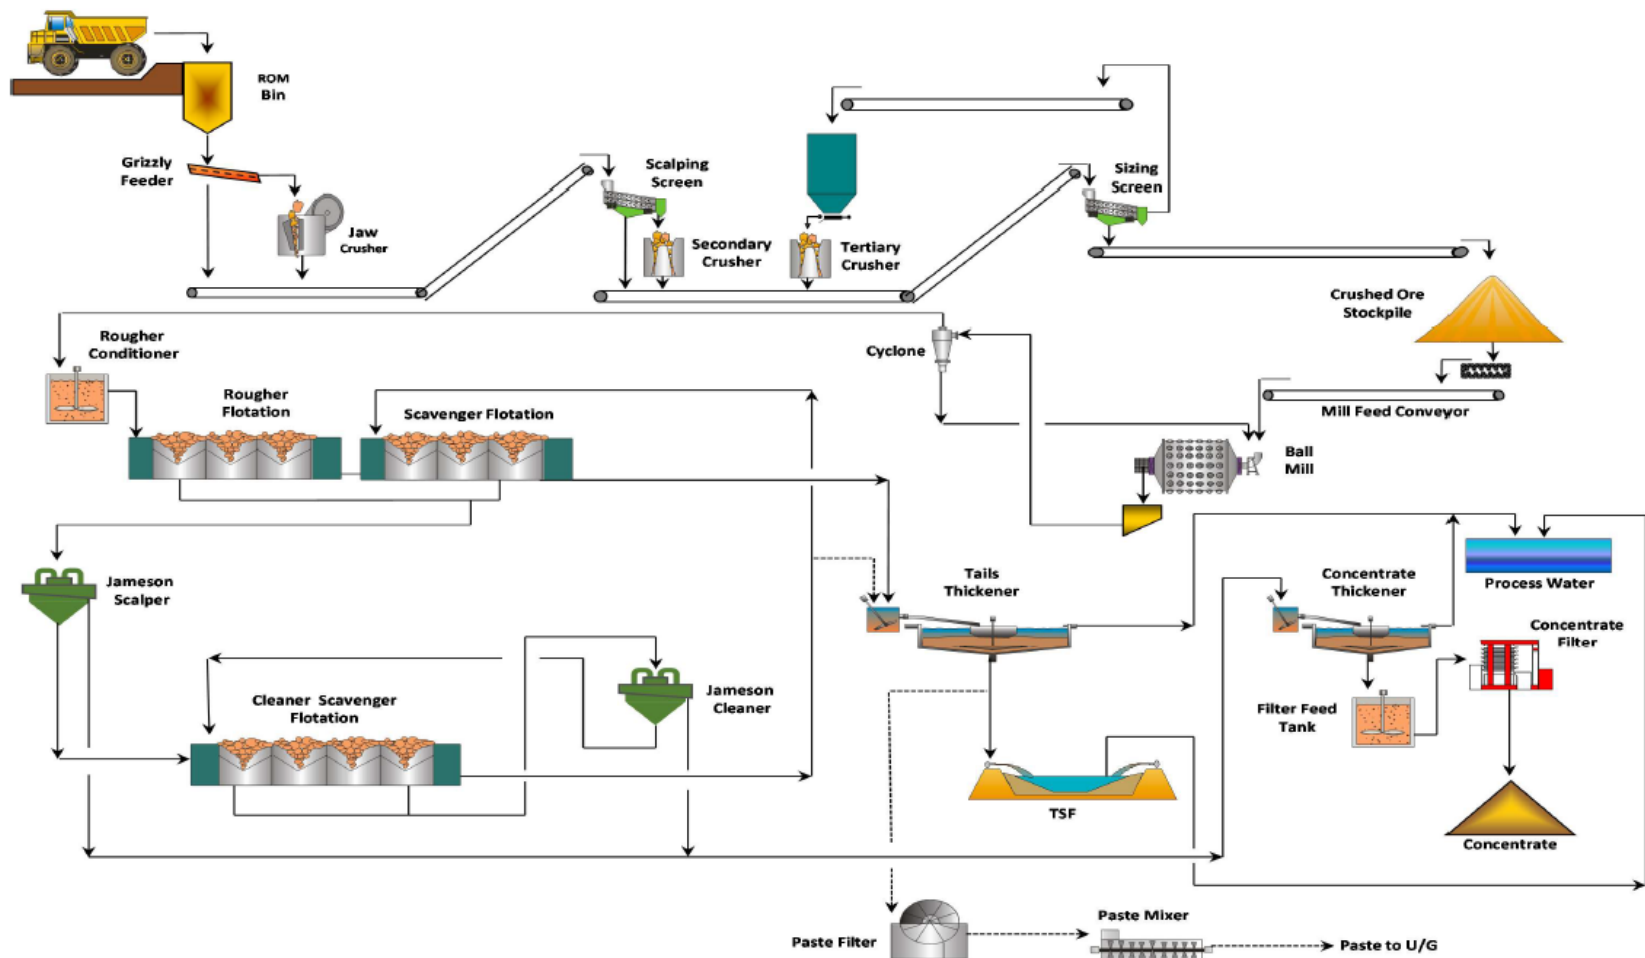 ROM
Bin
Grizzly
Feeder
Jaw
Crusher
Scalping
Screen
Secondary
Crusher
Tertiary
Crusher
Sizing
Screen
Crushed Ore
Stockpile
Rougher
Conditioner
Cyclone
Rougher
Flotation
Scavenger Flotation
Mill Feed Conveyor
Ball
Mill
Jameson
Scalper
Tails
Thickener
Concentrate
Thickener
Process Water
Concentrate
Filter
Jameson
Cleaner
Cleaner Scavenger
Flotation
Filter Feed
Tank
TSF
Concentrate
Paste Filter
Paste Mixer
Paste to U/G